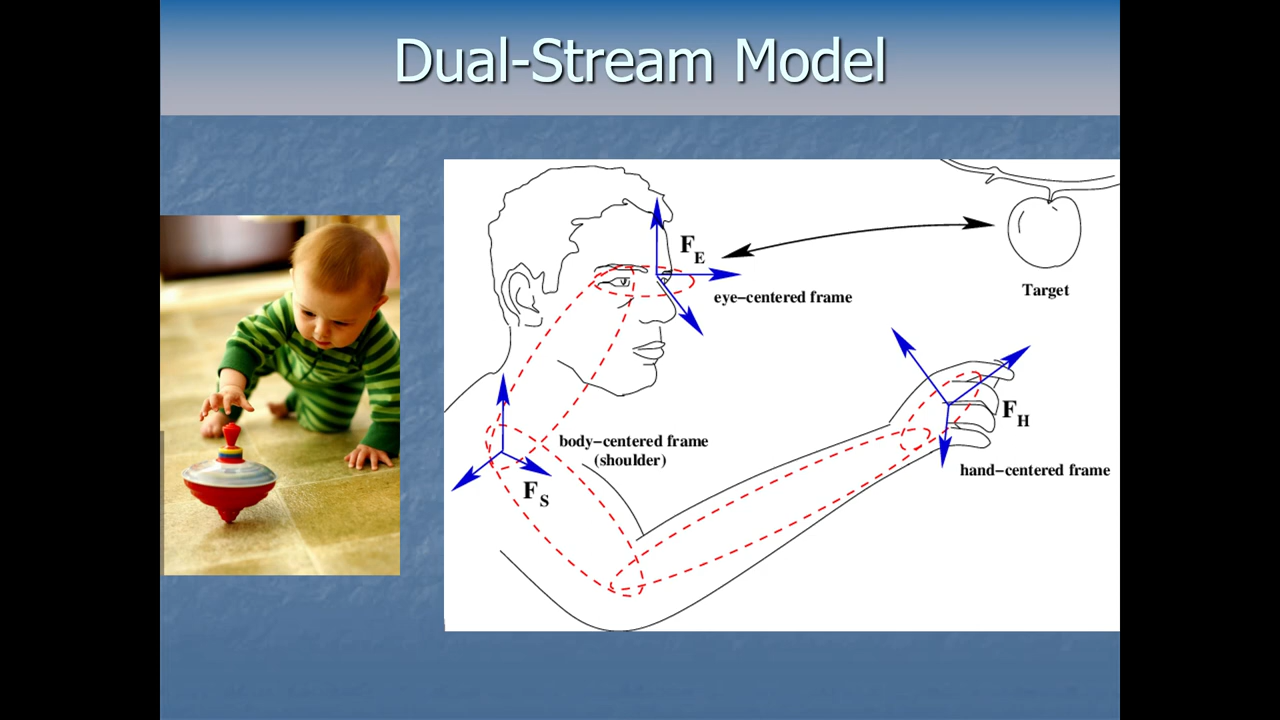 Dual-Stream Model
F_E
eye-centered frame
Target
body-centered frame
(shoulder)
F_S
F_H
hand-centered frame